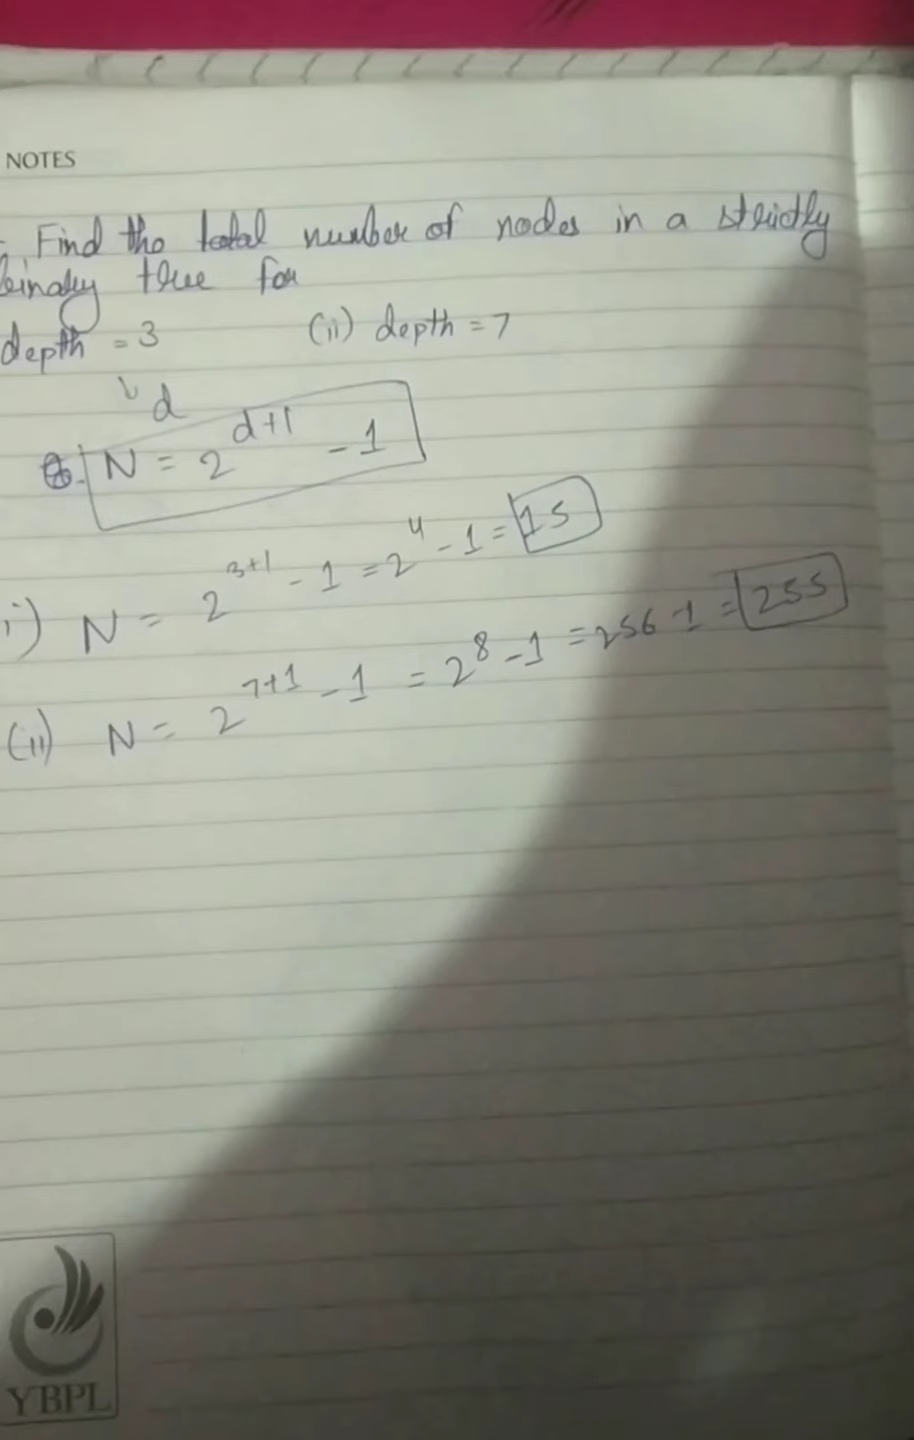 NOTES
Find the total number of nodes in a strictly
binary tree for
depth = 3 (ii) depth = 7
d
N = 2^{d+1} - 1
i) N = 2^{3+1} - 1 = 2^4 - 1 = 15
(ii) N = 2^{7+1} - 1 = 2^8 - 1 = 256 - 1 = 255
YBPL